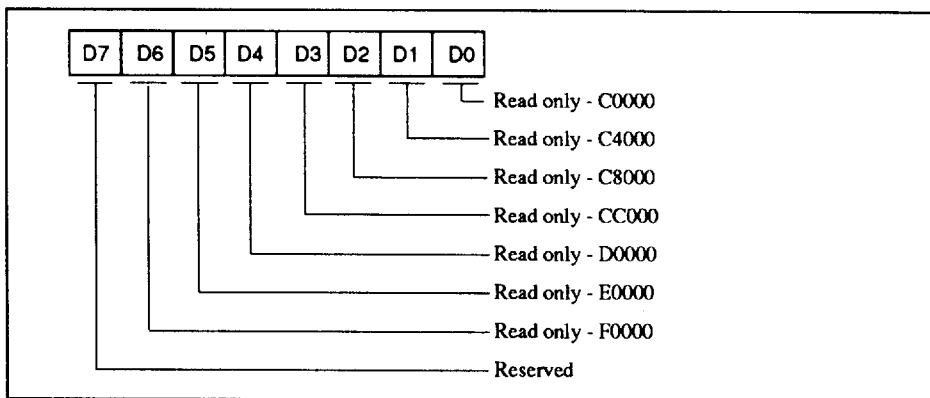 D7 D6 D5 D4 D3 D2 D1 D0
Read only - C0000
Read only - C4000
Read only - C8000
Read only - CC000
Read only - D0000
Read only - E0000
Read only - F0000
Reserved